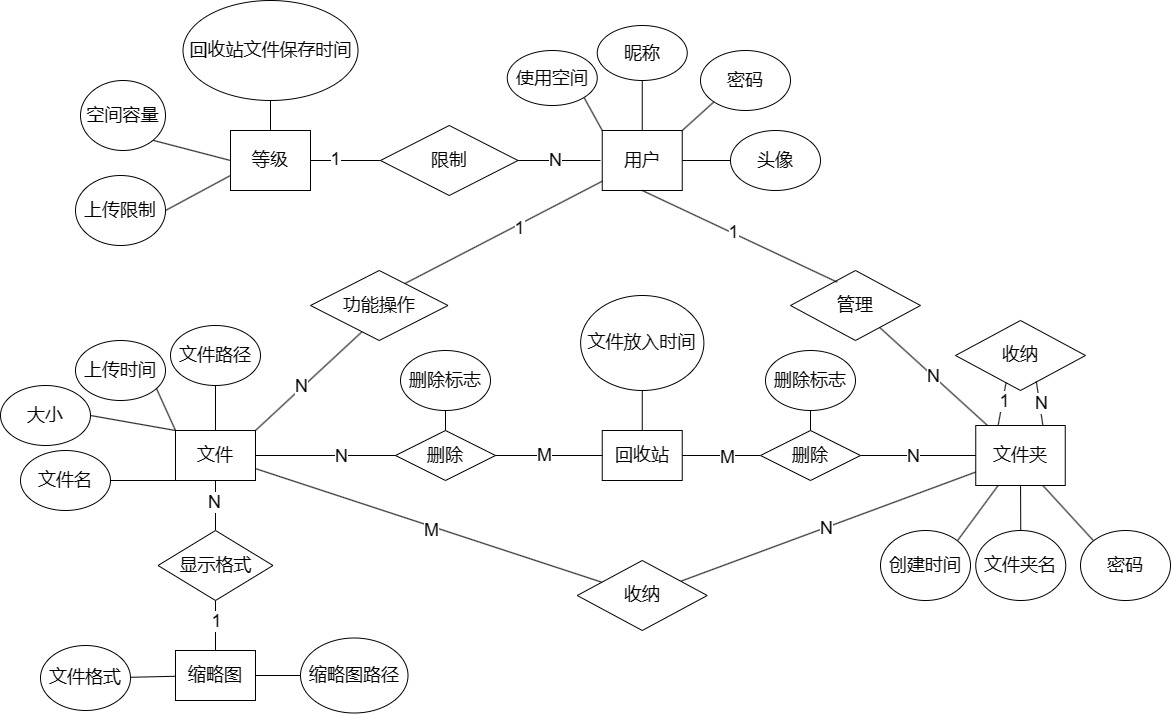 回收站文件保存时间
昵称
使用空间
密码
空间容量
等级
1
限制
N
用户
头像
上传限制
1
1
功能操作
管理
文件放入时间
文件路径
收纳
上传时间
删除标志
删除标志
N
N
1
N
大小
文件
N
删除
M
回收站
M
删除
N
文件夹
文件名
N
M
N
显示格式
创建时间
文件夹名
密码
收纳
1
文件格式
缩略图
缩略图路径